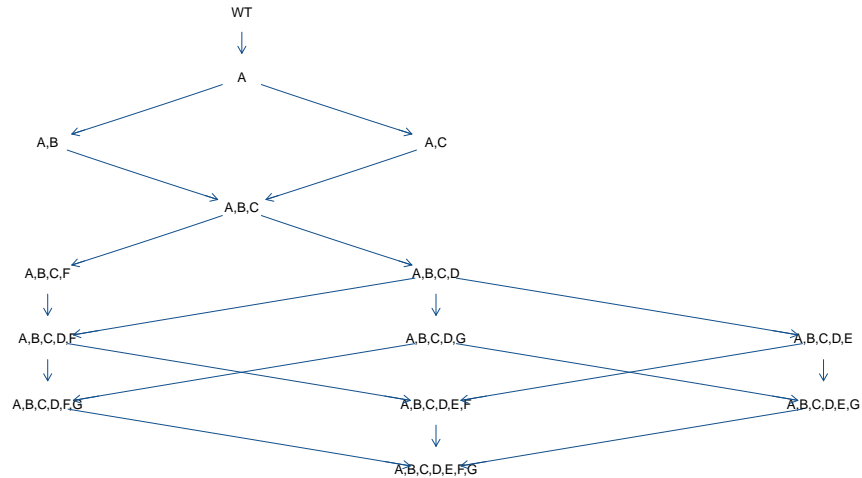 WT
A
A,B
A,C
A,B,C
A,B,C,F
A,B,C,D
A,B,C,D,F
A,B,C,D,G
A,B,C,D,E
A,B,C,D,F,G
A,B,C,D,E,F
A,B,C,D,E,G
A,B,C,D,E,F,G